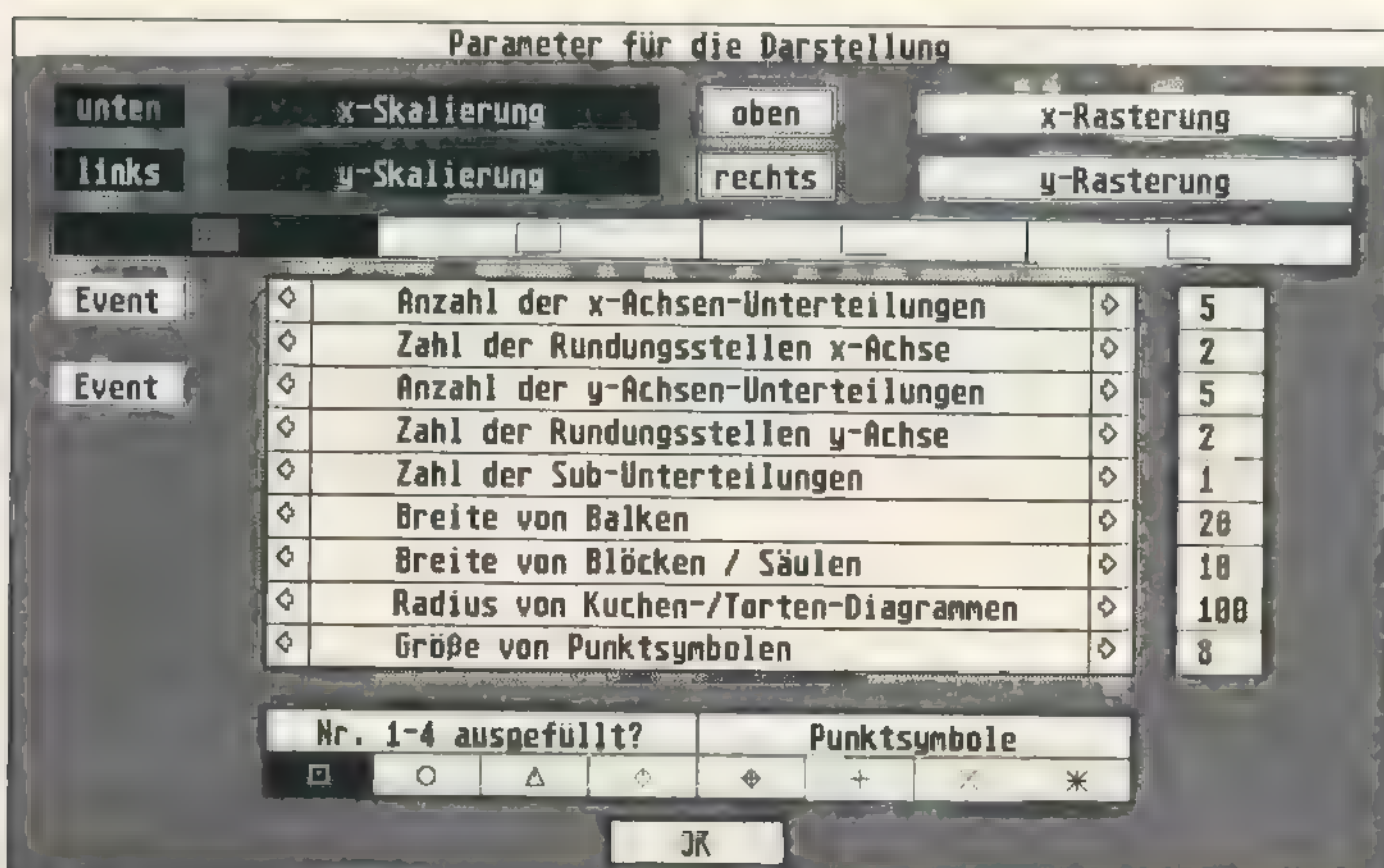 Parameter für die Darstellung
unten x-Skalierung oben x-Rasterung
links y-Skalierung rechts y-Rasterung
Event
Event
Anzahl der x-Achsen-Unterteilungen 5
Zahl der Rundungsstellen x-Achse 2
Anzahl der y-Achsen-Unterteilungen 5
Zahl der Rundungsstellen y-Achse 2
Zahl der Sub-Unterteilungen 1
Breite von Balken 20
Breite von Blöcken / Säulen 10
Radius von Kuchen-/Torten-Diagrammen 100
Größe von Punktsymbolen 8
Nr. 1-4 ausgefüllt? Punktsymbole
OK